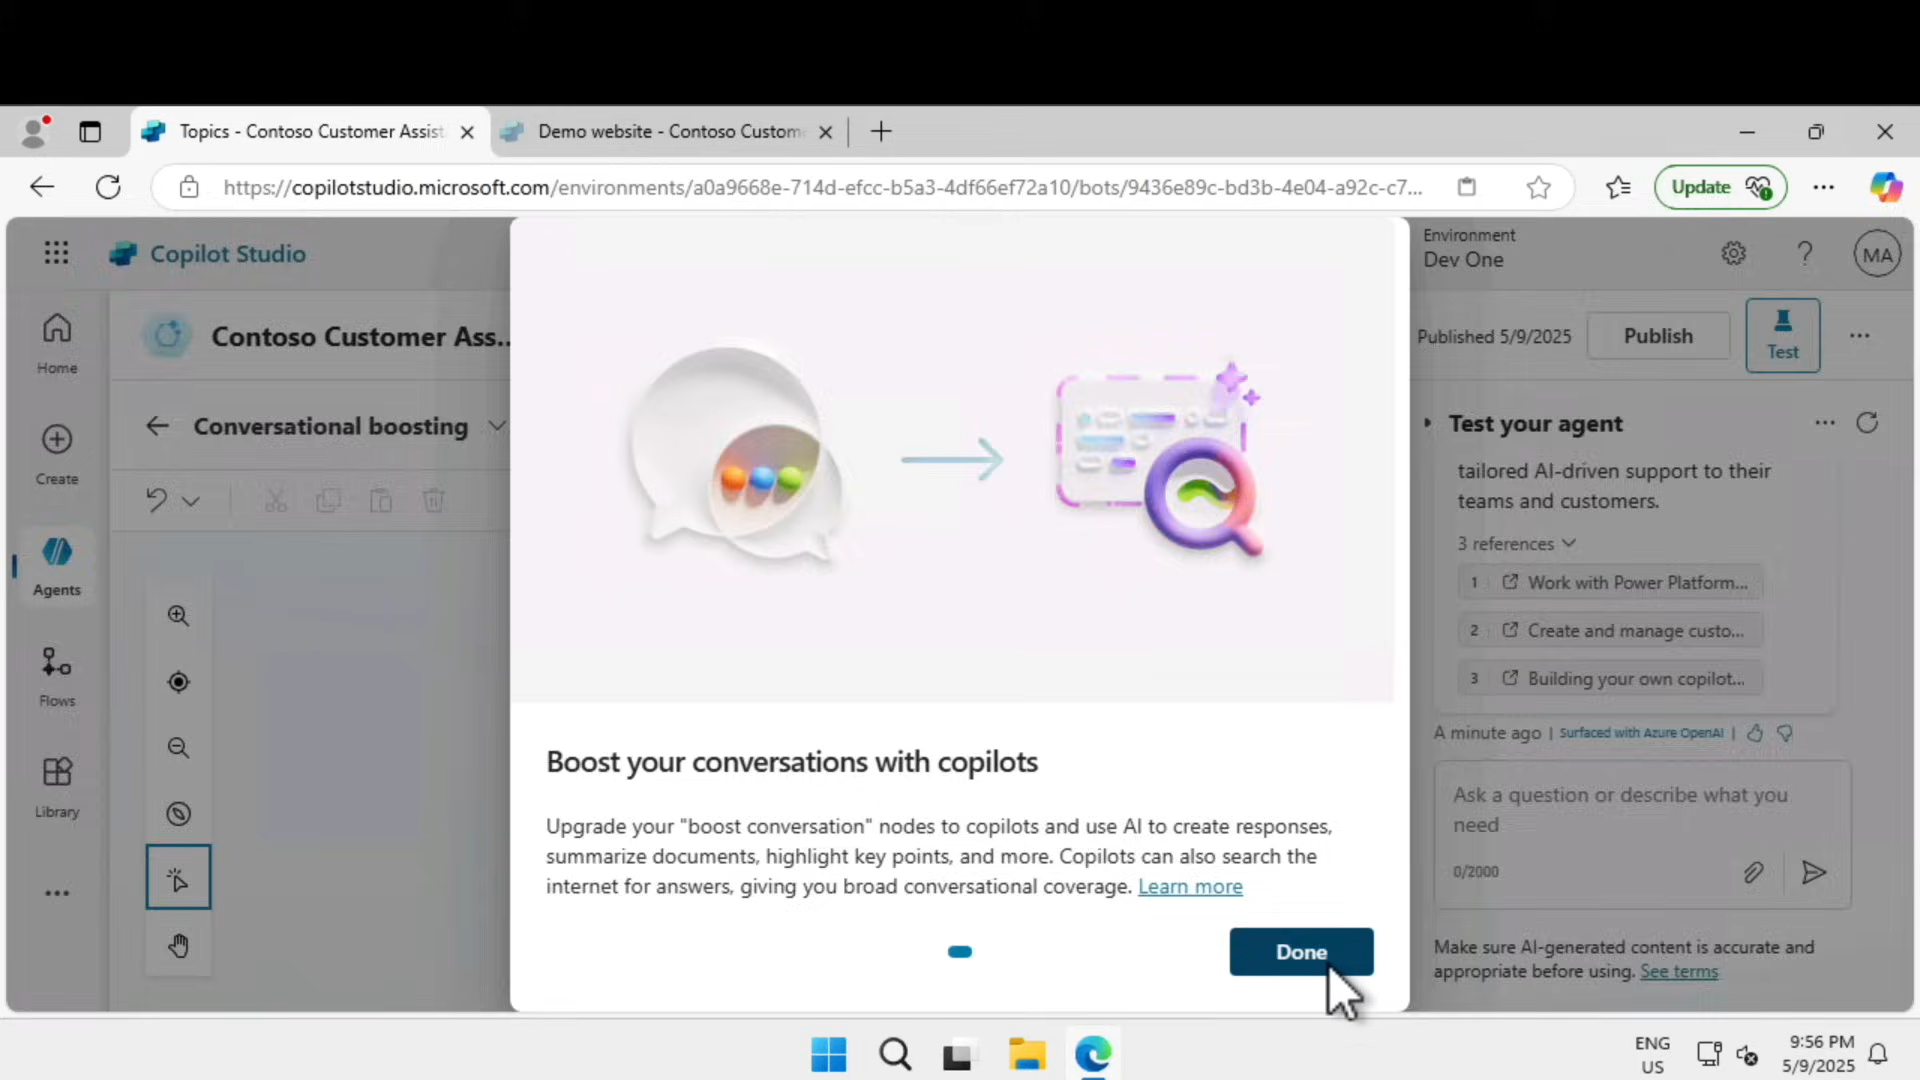 Topics - Contoso Customer Assist
Demo website - Contoso Custom
https://copilotstudio.microsoft.com/environments/a0a9668e-714d-efcc-b5a3-4df66ef72a10/bots/9436e89c-bd3b-4e04-a92c-c7...
Update
Copilot Studio
Environment
Dev One
MA
Home
Create
Agents
Flows
Library
Contoso Customer Ass...
Published 5/9/2025
Publish
Test
Conversational boosting
Boost your conversations with copilots
Upgrade your "boost conversation" nodes to copilots and use AI to create responses,
summarize documents, highlight key points, and more. Copilots can also search the
internet for answers, giving you broad conversational coverage. Learn more
Done
Test your agent
tailored AI-driven support to their
teams and customers.
3 references
1 Work with Power Platform...
2 Create and manage custo...
3 Building your own copilot...
A minute ago | Surfaced with Azure OpenAI |
Ask a question or describe what you
need
0/2000
Make sure AI-generated content is accurate and
appropriate before using. See terms
ENG
US
9:56 PM
5/9/2025